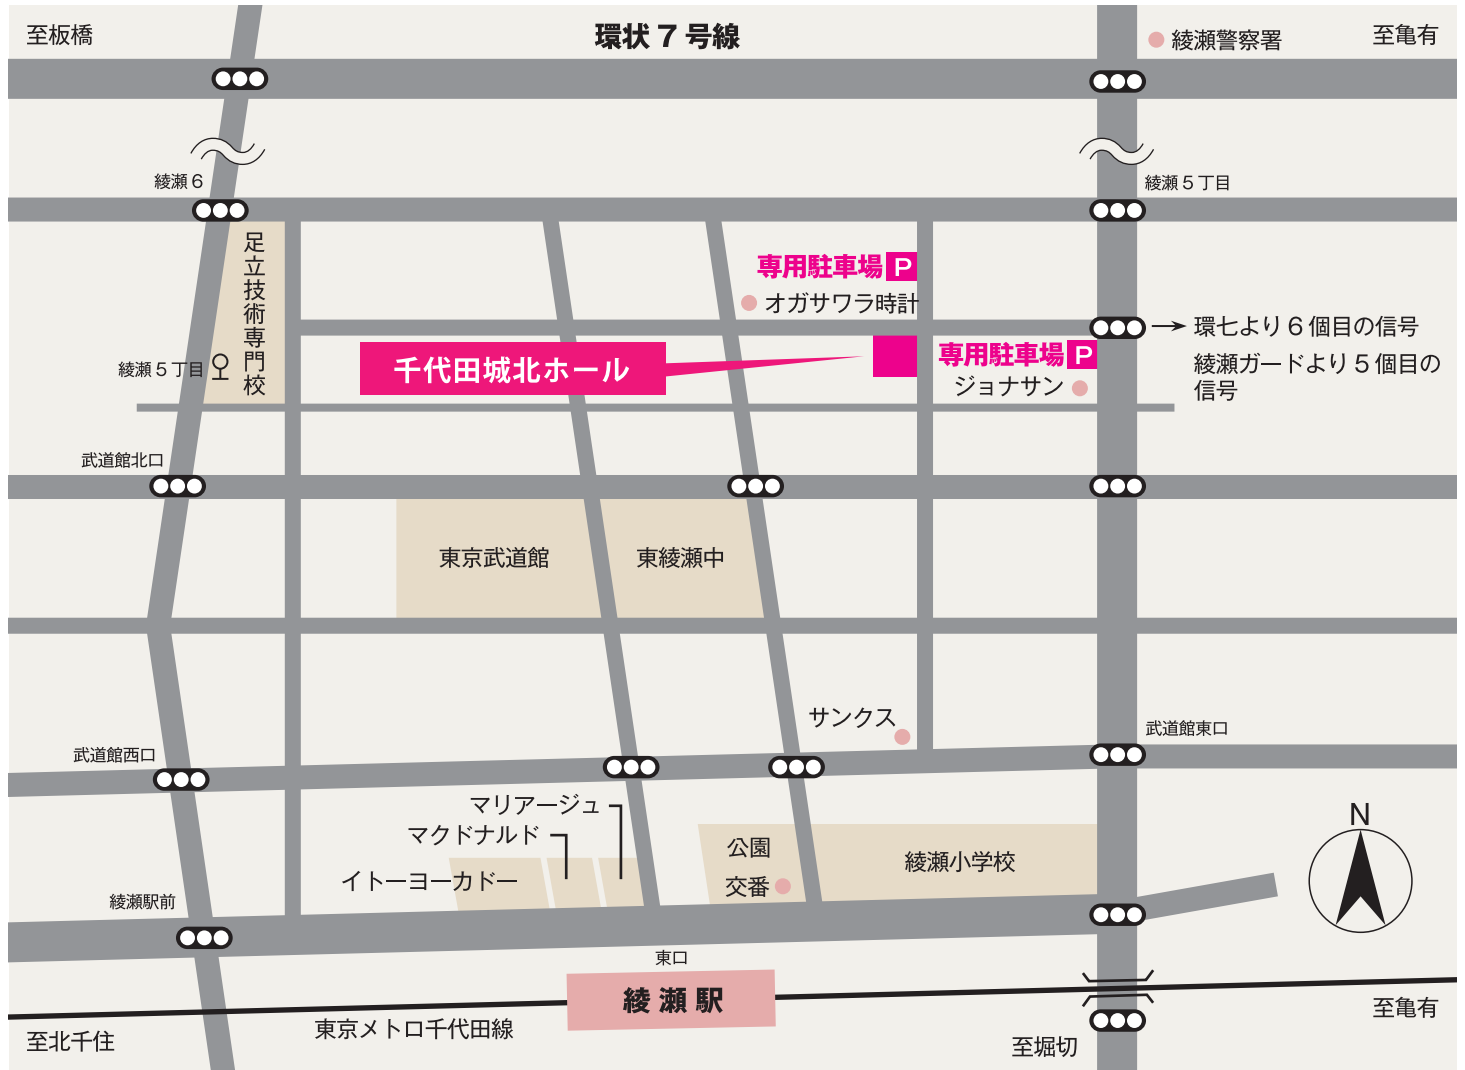 至板橋
環状７号線
綾瀬警察署
至亀有
綾瀬６
綾瀬５丁目
足立技術専門校
専用駐車場 P
オガサワラ時計
環七より６個目の信号
綾瀬ガードより５個目の
信号
専用駐車場 P
ジョナサン
綾瀬５丁目
千代田城北ホール
武道館北口
東京武道館
東綾瀬中
サンクス
武道館東口
武道館西口
マリアージュ
マクドナルド
イトーヨーカドー
公園
交番
綾瀬小学校
N
綾瀬駅前
東口
綾瀬駅
東京メトロ千代田線
至北千住
至堀切
至亀有